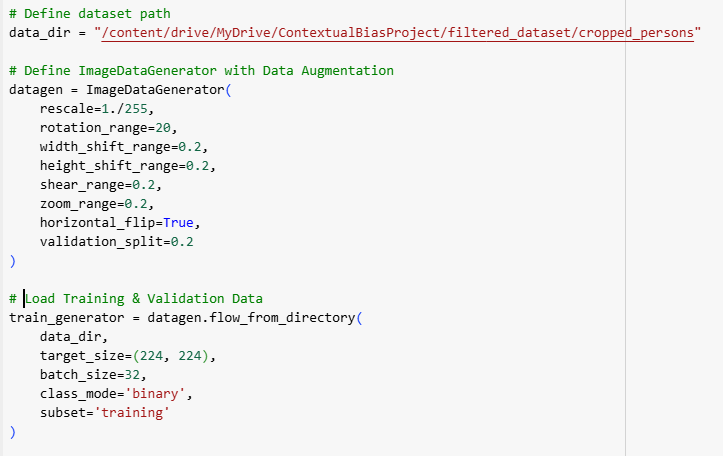 # Define dataset path
data_dir = "/content/drive/MyDrive/ContextualBiasProject/filtered_dataset/cropped_persons"

# Define ImageDataGenerator with Data Augmentation
datagen = ImageDataGenerator(
    rescale=1./255,
    rotation_range=20,
    width_shift_range=0.2,
    height_shift_range=0.2,
    shear_range=0.2,
    zoom_range=0.2,
    horizontal_flip=True,
    validation_split=0.2
)

# Load Training & Validation Data
train_generator = datagen.flow_from_directory(
    data_dir,
    target_size=(224, 224),
    batch_size=32,
    class_mode='binary',
    subset='training'
)